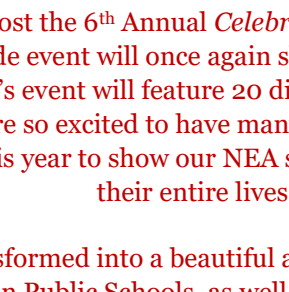 ost the 6th Annual Celebr
de event will once again s
's event will feature 20 di
re so excited to have man
is year to show our NEA s
their entire lives
sformed into a beautiful a
n Public Schools, as well